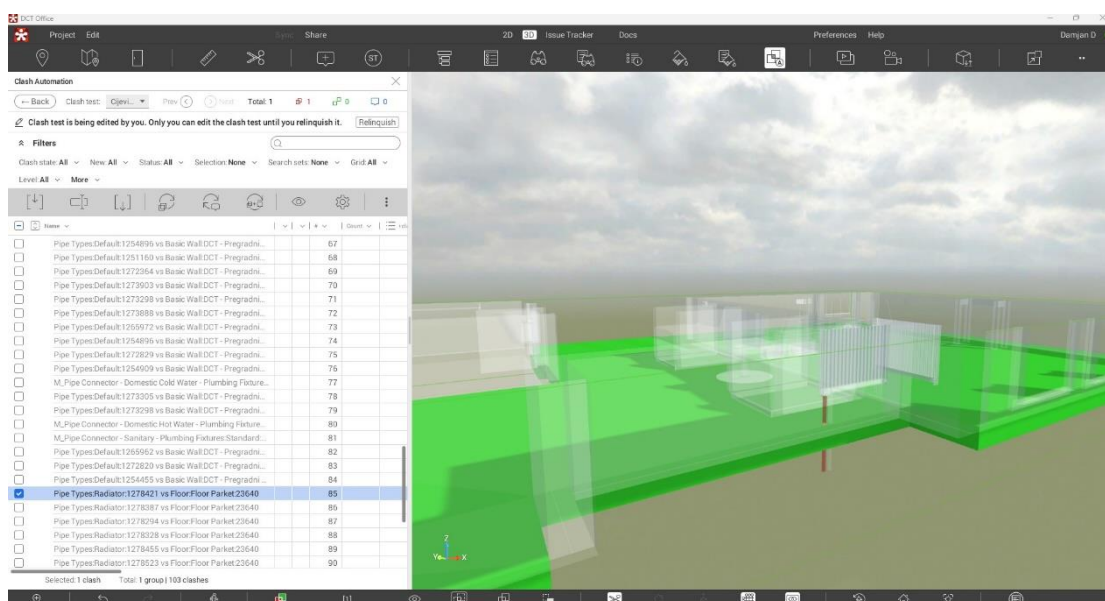 DCT Office
Project Edit Sync Share 2D 3D Issue Tracker Docs Preferences Help Damjan D
ST
Clash Automation
← Back Clash test: Cijevi... Prev Next Total: 1 1 0 0
Clash test is being edited by you. Only you can edit the clash test until you relinquish it. Relinquish
Filters
Clash state: All New: All Status: All Selection: None Search sets: None Grid: All
Level: All More
Name # Count
Pipe Types:Default:1254896 vs Basic Wall:DCT - Pregradni... 67
Pipe Types:Default:1251160 vs Basic Wall:DCT - Pregradni... 68
Pipe Types:Default:1272364 vs Basic Wall:DCT - Pregradni... 69
Pipe Types:Default:1273903 vs Basic Wall:DCT - Pregradni... 70
Pipe Types:Default:1273298 vs Basic Wall:DCT - Pregradni... 71
Pipe Types:Default:1273888 vs Basic Wall:DCT - Pregradni... 72
Pipe Types:Default:1255972 vs Basic Wall:DCT - Pregradni... 73
Pipe Types:Default:1254896 vs Basic Wall:DCT - Pregradni... 74
Pipe Types:Default:1272829 vs Basic Wall:DCT - Pregradni... 75
Pipe Types:Default:1254909 vs Basic Wall:DCT - Pregradni... 76
M_Pipe Connector - Domestic Cold Water - Plumbing Fixture... 77
Pipe Types:Default:1273305 vs Basic Wall:DCT - Pregradni... 78
Pipe Types:Default:1273298 vs Basic Wall:DCT - Pregradni... 79
M_Pipe Connector - Domestic Hot Water - Plumbing Fixture... 80
M_Pipe Connector - Sanitary - Plumbing Fixtures:Standard:... 81
Pipe Types:Default:1265962 vs Basic Wall:DCT - Pregradni... 82
Pipe Types:Default:1272820 vs Basic Wall:DCT - Pregradni... 83
Pipe Types:Default:1254455 vs Basic Wall:DCT - Pregradni ... 84
Pipe Types:Radiator:1278421 vs Floor:Floor Parket:23640 85
Pipe Types:Radiator:1278387 vs Floor:Floor Parket:23640 86
Pipe Types:Radiator:1278294 vs Floor:Floor Parket:23640 87
Pipe Types:Radiator:1278328 vs Floor:Floor Parket:23640 88
Pipe Types:Radiator:1278455 vs Floor:Floor Parket:23640 89
Pipe Types:Radiator:1278523 vs Floor:Floor Parket:23640 90
Selected: 1 clash Total: 1 group | 103 clashes
Z
Y X